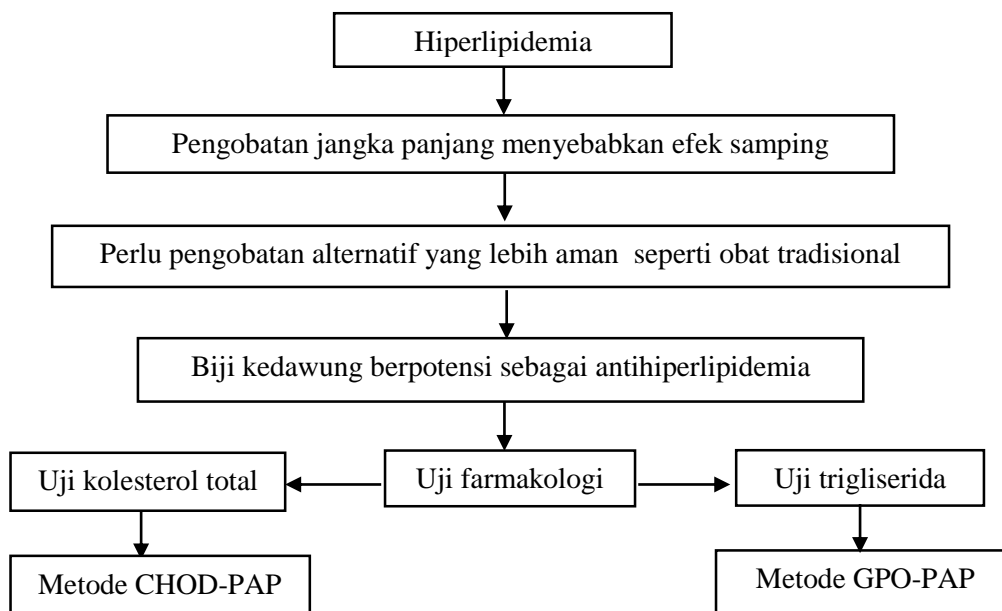 Hiperlipidemia
Pengobatan jangka panjang menyebabkan efek samping
Perlu pengobatan alternatif yang lebih aman  seperti obat tradisional
Biji kedawung berpotensi sebagai antihiperlipidemia
Uji kolesterol total
Uji farmakologi
Uji trigliserida
Metode CHOD-PAP
Metode GPO-PAP